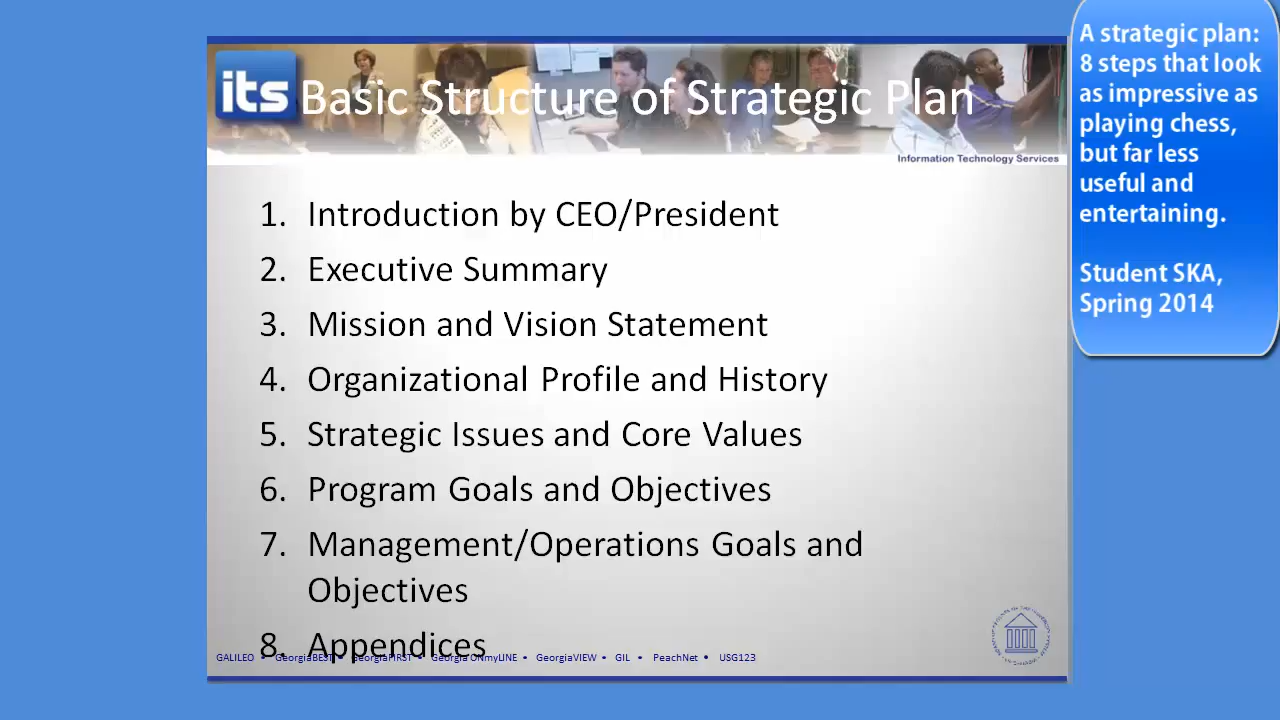 its
Basic Structure of Strategic Plan
Information Technology Services
1. Introduction by CEO/President
2. Executive Summary
3. Mission and Vision Statement
4. Organizational Profile and History
5. Strategic Issues and Core Values
6. Program Goals and Objectives
7. Management/Operations Goals and
Objectives
8. Appendices
GALILEO • GeorgiaBEST • GeorgiaFIRST • Georgia ONmyLINE • GeorgiaVIEW • GIL • PeachNet • USG123
A strategic plan:
8 steps that look
as impressive as
playing chess,
but far less
useful and
entertaining.
Student SKA,
Spring 2014